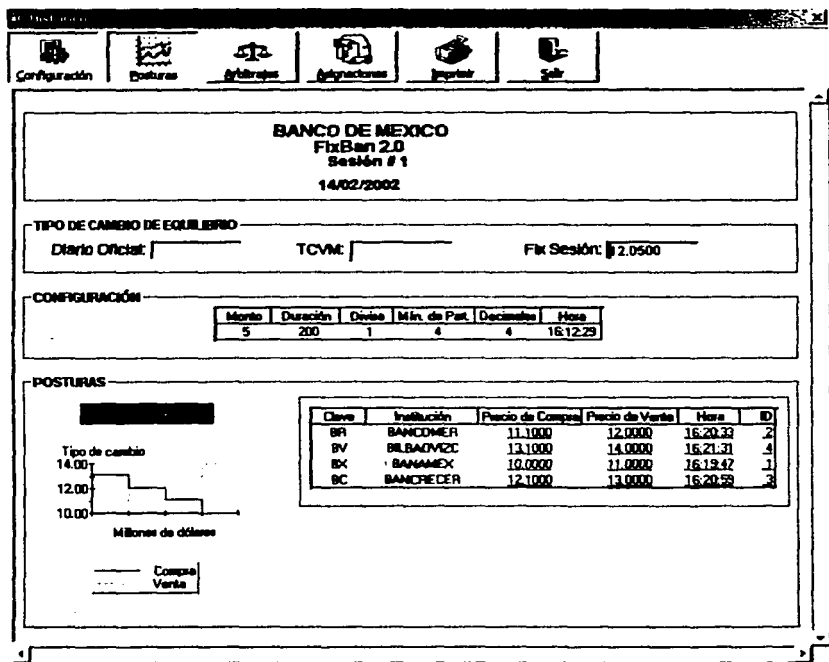 Histórico
Configuración Posturas Arbitrajes Asignaciones Imprimir Salir
BANCO DE MEXICO
FixBan 2.0
Sesión # 1
14/02/2002
TIPO DE CAMBIO DE EQUILIBRIO
Diario Oficial: TCVM: Fix Sesión: 12.0500
CONFIGURACIÓN
Monto Duración Divisa Mín. de Part. Decimales Hora
5 200 1 4 4 16:12:29
POSTURAS
Clave Institución Precio de Compra Precio de Venta Hora ID
BR BANCOMER 11.1000 12.0000 16:20:33 2
BV BILBAOVIZC 13.1000 14.0000 16:21:31 4
BX BANAMEX 10.0000 11.0000 16:19:47 1
BC BANCRECER 12.1000 13.0000 16:20:59 3
Tipo de cambio
14.00
12.00
10.00
Millones de dólares
Compra
Venta